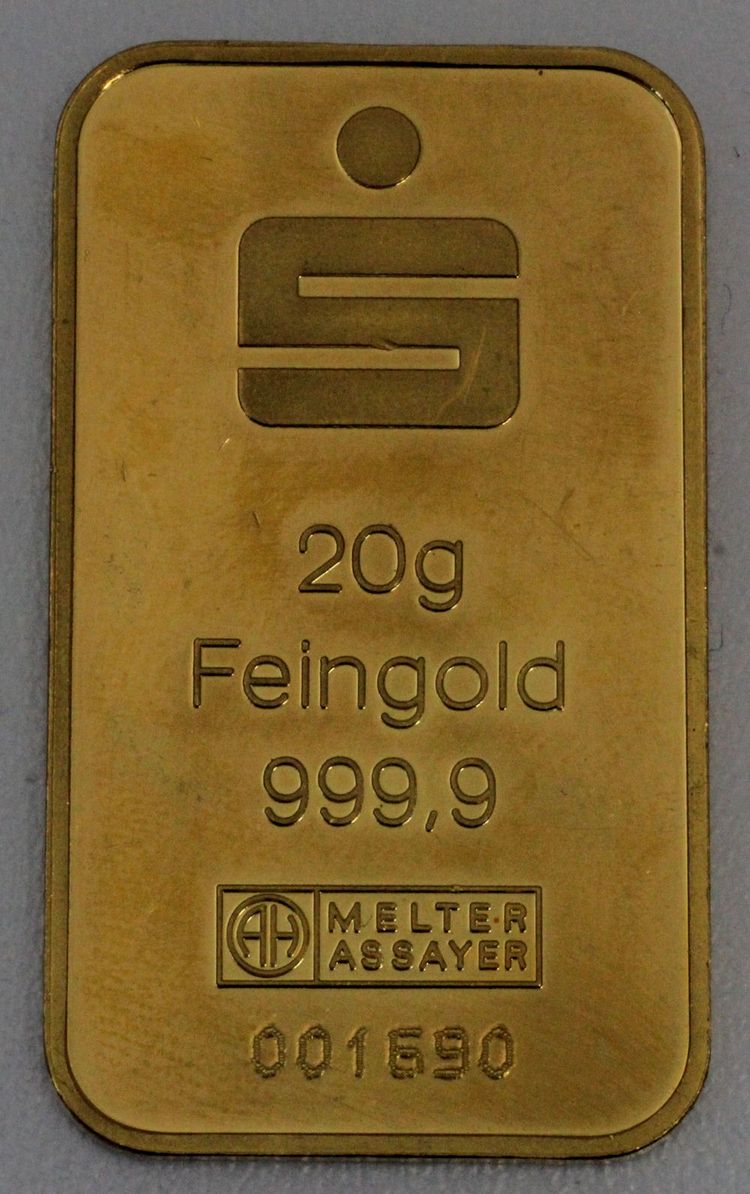 20g
Feingold
999,9
AH MELTER
ASSAYER
001690